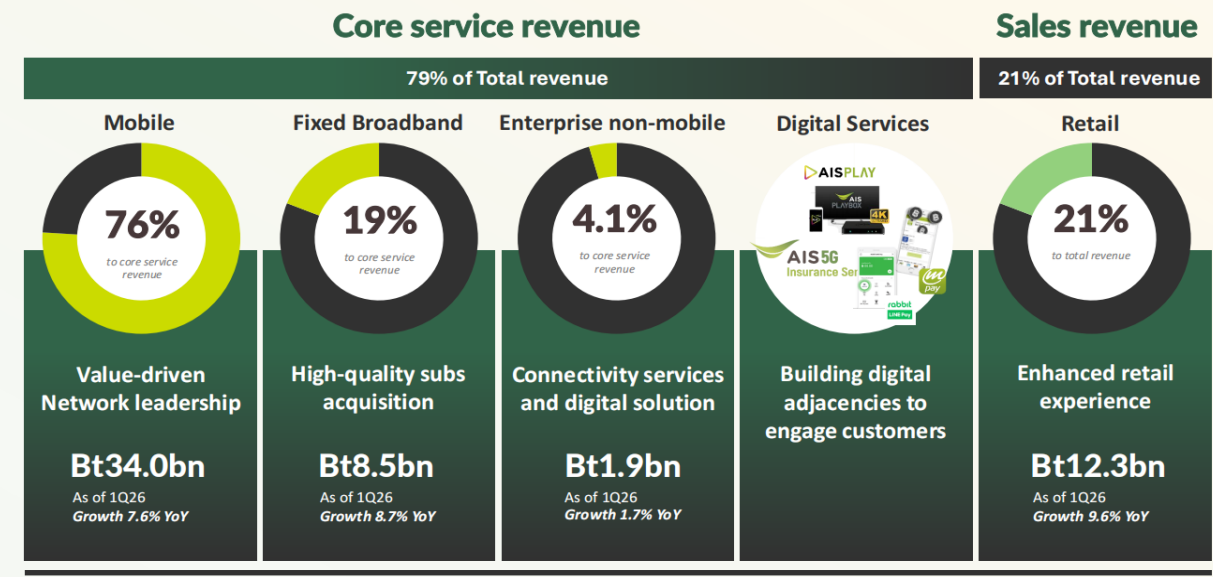 Core service revenue
Sales revenue
79% of Total revenue
21% of Total revenue
Mobile
Fixed Broadband
Enterprise non-mobile
Digital Services
Retail
76%
to core service
revenue
19%
to core service
revenue
4.1%
to core service
revenue
AISPLAY
AIS
PLAYBOX
4K
AIS 5G
Insurance Ser
mpay
rabbit
LINE Pay
21%
to total revenue
Value-driven
Network leadership
High-quality subs
acquisition
Connectivity services
and digital solution
Building digital
adjacencies to
engage customers
Enhanced retail
experience
Bt34.0bn
As of 1Q26
Growth 7.6% YoY
Bt8.5bn
As of 1Q26
Growth 8.7% YoY
Bt1.9bn
As of 1Q26
Growth 1.7% YoY
Bt12.3bn
As of 1Q26
Growth 9.6% YoY